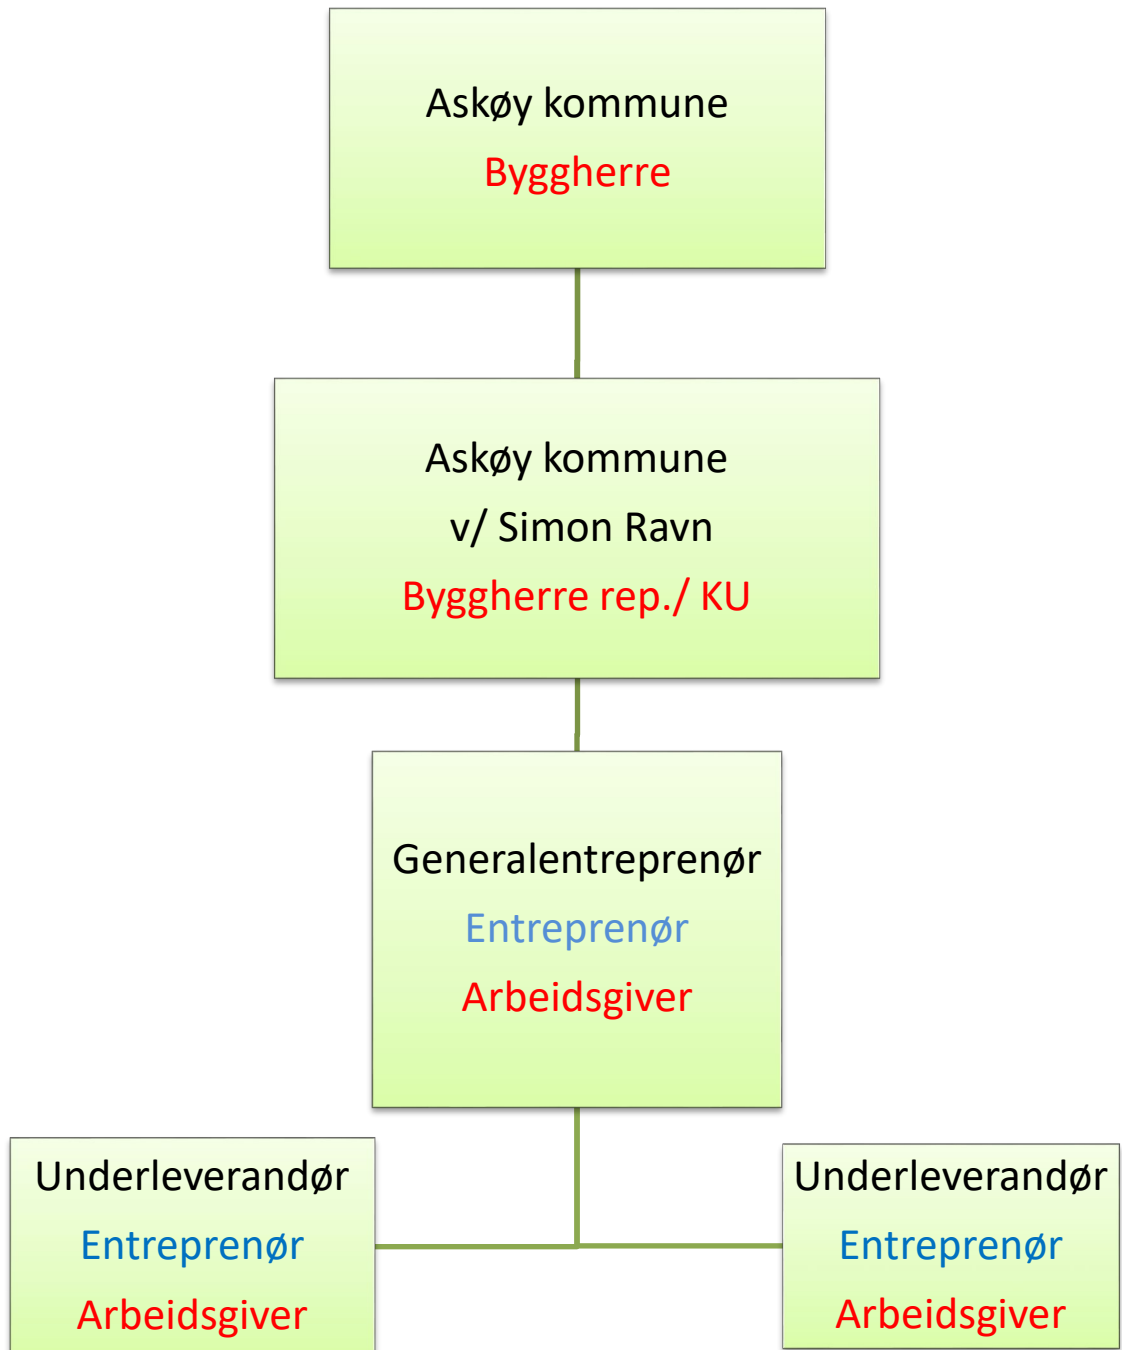 Askøy kommune
Byggherre
Askøy kommune
v/ Simon Ravn
Byggherre rep./ KU
Generalentreprenør
Entreprenør
Arbeidsgiver
Underleverandør
Entreprenør
Arbeidsgiver
Underleverandør
Entreprenør
Arbeidsgiver